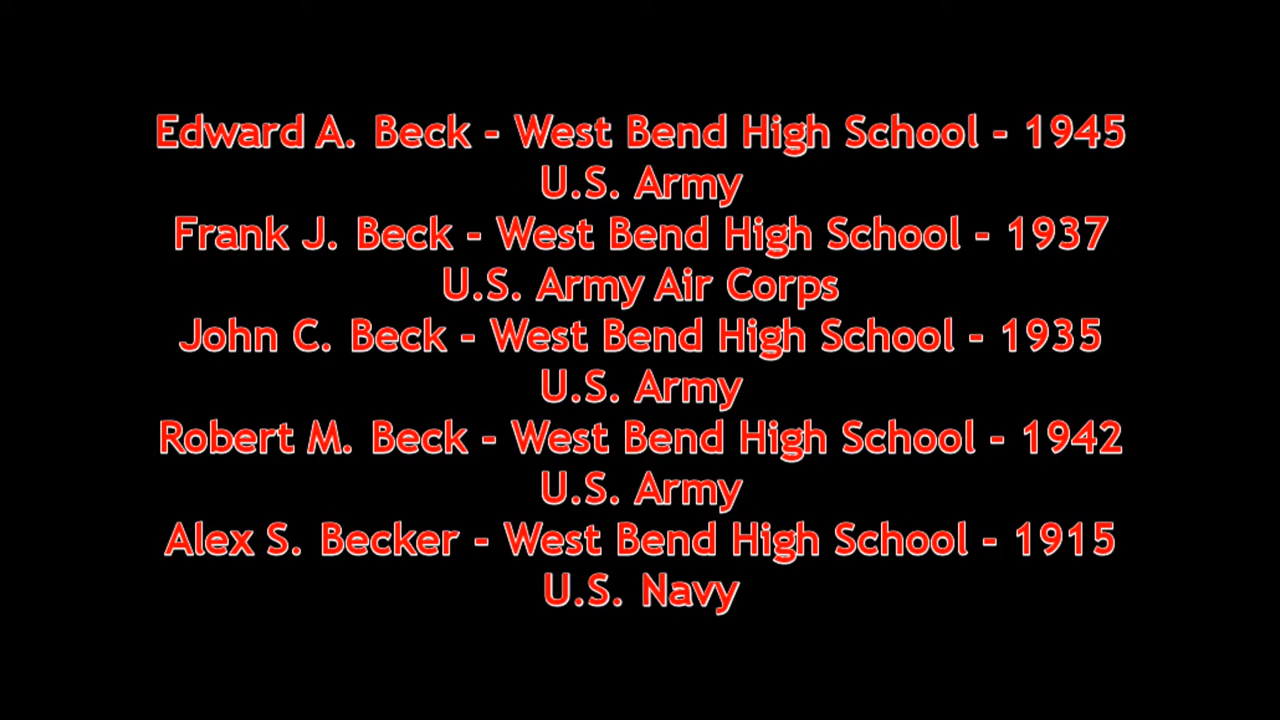 Edward A. Beck - West Bend High School - 1945
U.S. Army
Frank J. Beck - West Bend High School - 1937
U.S. Army Air Corps
John C. Beck - West Bend High School - 1935
U.S. Army
Robert M. Beck - West Bend High School - 1942
U.S. Army
Alex S. Becker - West Bend High School - 1915
U.S. Navy